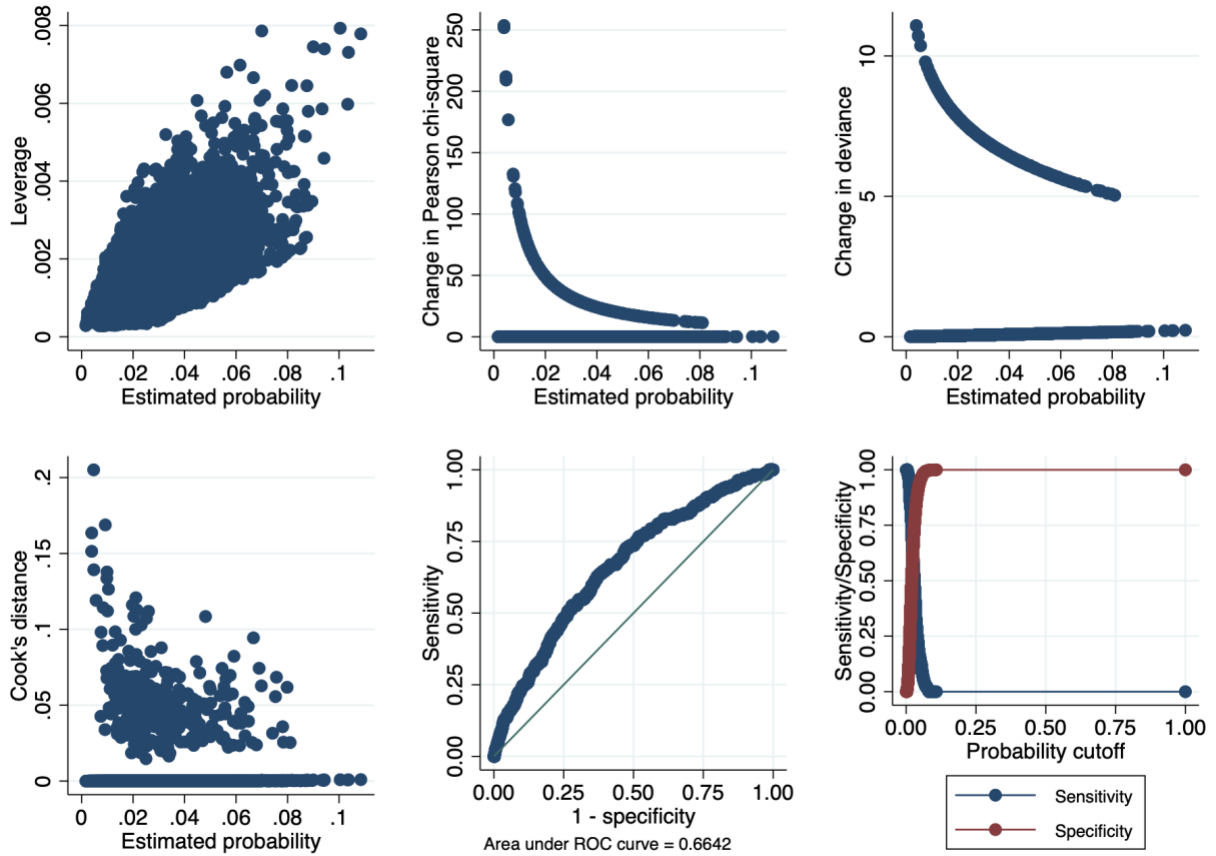 Leverage
.008
.006
.004
.002
0
0 .02 .04 .06 .08 .1
Estimated probability
Change in Pearson chi-square
250
200
150
100
50
0
0 .02 .04 .06 .08 .1
Estimated probability
Change in deviance
10
5
0
0 .02 .04 .06 .08 .1
Estimated probability
Cook's distance
.2
.15
.1
.05
0
0 .02 .04 .06 .08 .1
Estimated probability
Sensitivity
1.00
0.75
0.50
0.25
0.00
0.00 0.25 0.50 0.75 1.00
1 - specificity
Area under ROC curve = 0.6642
Sensitivity/Specificity
1.00
0.75
0.50
0.25
0.00
0.00 0.25 0.50 0.75 1.00
Probability cutoff
Sensitivity
Specificity